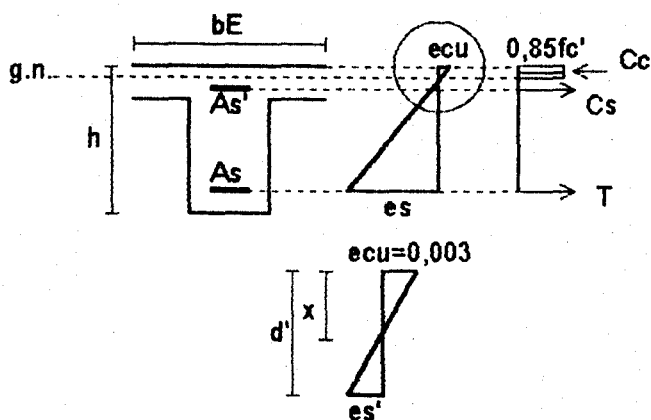 bE
ecu
0,85fc'
g.n.
Cc
As'
Cs
h
As
T
es
ecu=0,003
x
d'
es'